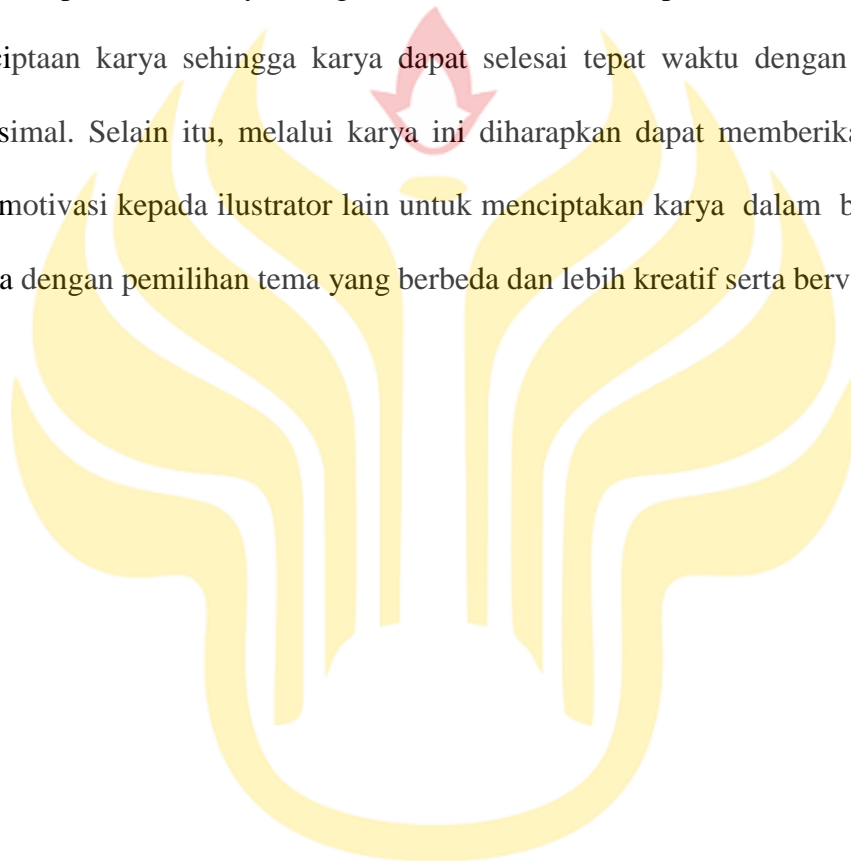 ciptaan karya sehingga karya dapat selesai tepat waktu dengan
simal. Selain itu, melalui karya ini diharapkan dapat memberika
motivasi kepada ilustrator lain untuk menciptakan karya dalam b
a dengan pemilihan tema yang berbeda dan lebih kreatif serta berv